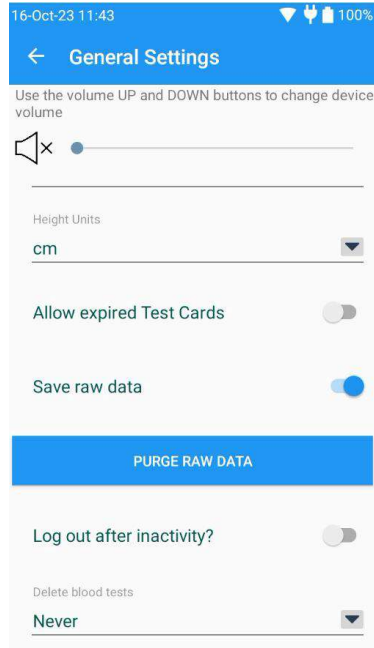 16-Oct-23 11:43 100%
General Settings
Use the volume UP and DOWN buttons to change device
volume
Height Units
cm
Allow expired Test Cards
Save raw data
PURGE RAW DATA
Log out after inactivity?
Delete blood tests
Never